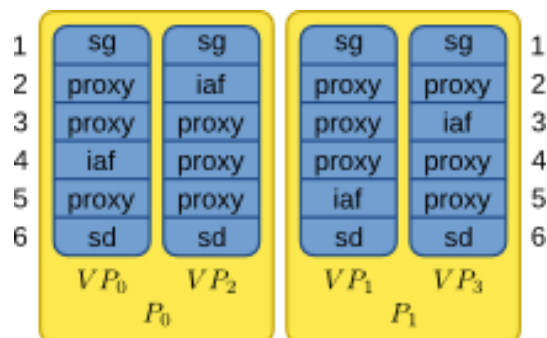 1 sg sg sg sg 1
2 proxy iaf proxy proxy 2
3 proxy proxy proxy iaf 3
4 iaf proxy proxy proxy 4
5 proxy proxy iaf proxy 5
6 sd sd sd sd 6
VP₀ VP₂ VP₁ VP₃
P₀ P₁